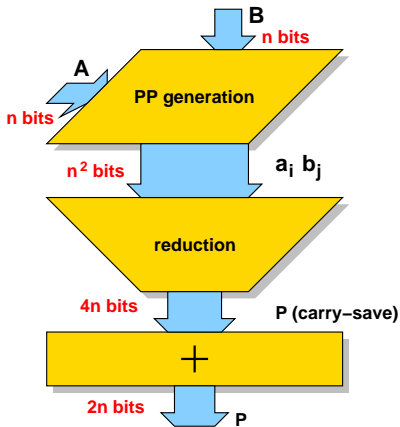 B
n bits
A
n bits
PP generation
n² bits
aᵢ bⱼ
reduction
4n bits
P (carry−save)
+
2n bits
P